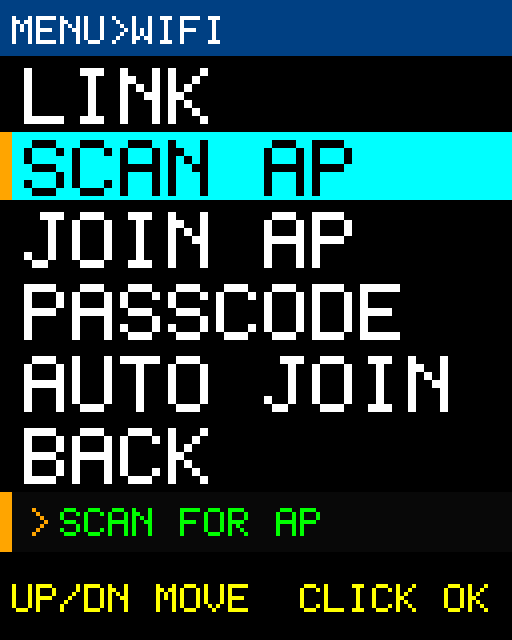 MENU>WIFI
LINK
SCAN AP
JOIN AP
PASSCODE
AUTO JOIN
BACK
>SCAN FOR AP
UP/DN MOVE  CLICK OK